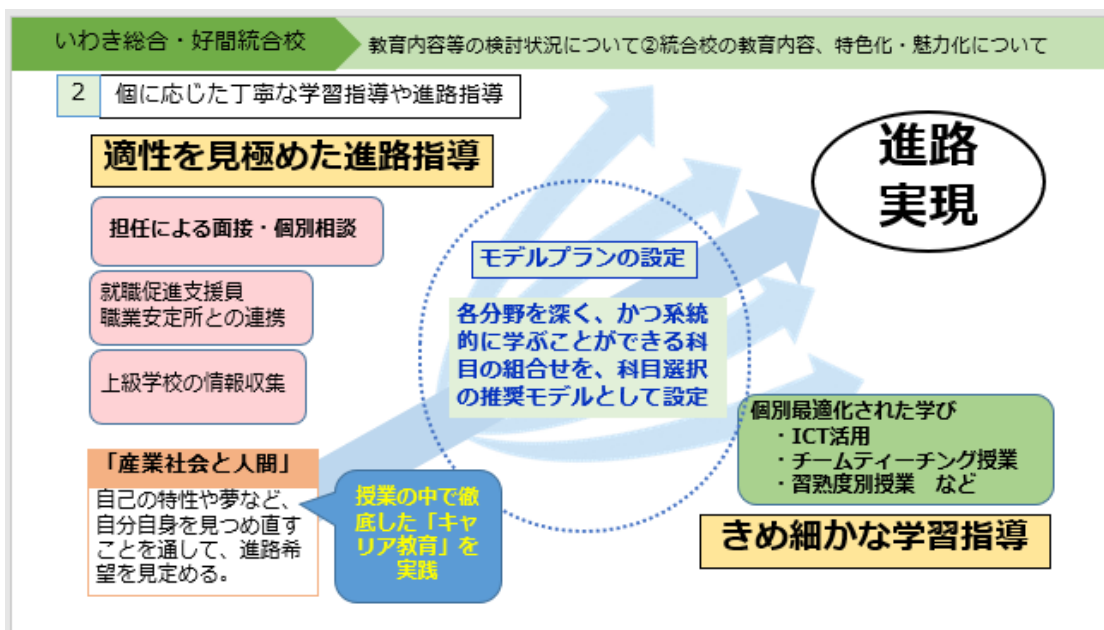 いわき総合・好間統合校
教育内容等の検討状況について②統合校の教育内容、特色化・魅力化について
2
個に応じた丁寧な学習指導や進路指導
適性を見極めた進路指導
担任による面接・個別相談
就職促進支援員
職業安定所との連携
上級学校の情報収集
「産業社会と人間」
自己の特性や夢など、
自分自身を見つめ直す
ことを通して、進路希
望を見定める。
授業の中で徹
底した「キャ
リア教育」を
実践
モデルプランの設定
各分野を深く、かつ系統
的に学ぶことができる科
目の組合せを、科目選択
の推奨モデルとして設定
進路
実現
個別最適化された学び
・ICT活用
・チームティーチング授業
・習熟度別授業 など
きめ細かな学習指導